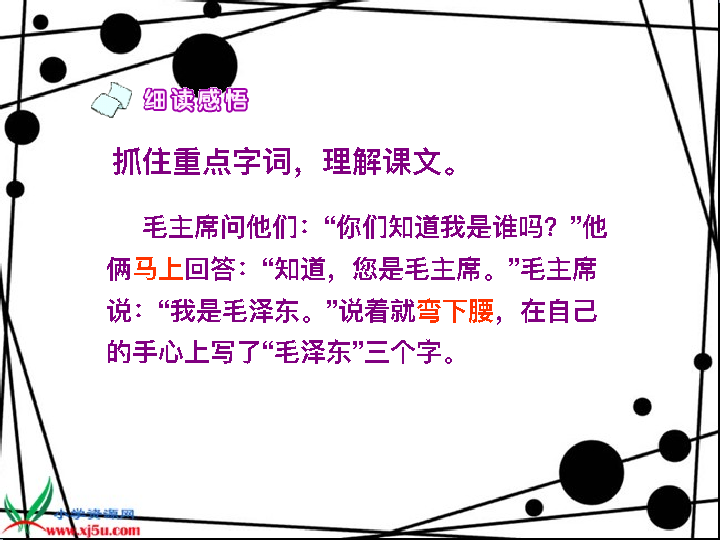 细读感悟
抓住重点字词，理解课文。
毛主席问他们：“你们知道我是谁吗？”他
俩马上回答：“知道，您是毛主席。”毛主席
说：“我是毛泽东。”说着就弯下腰，在自己
的手心上写了“毛泽东”三个字。
小学资源网
www.xj5u.com